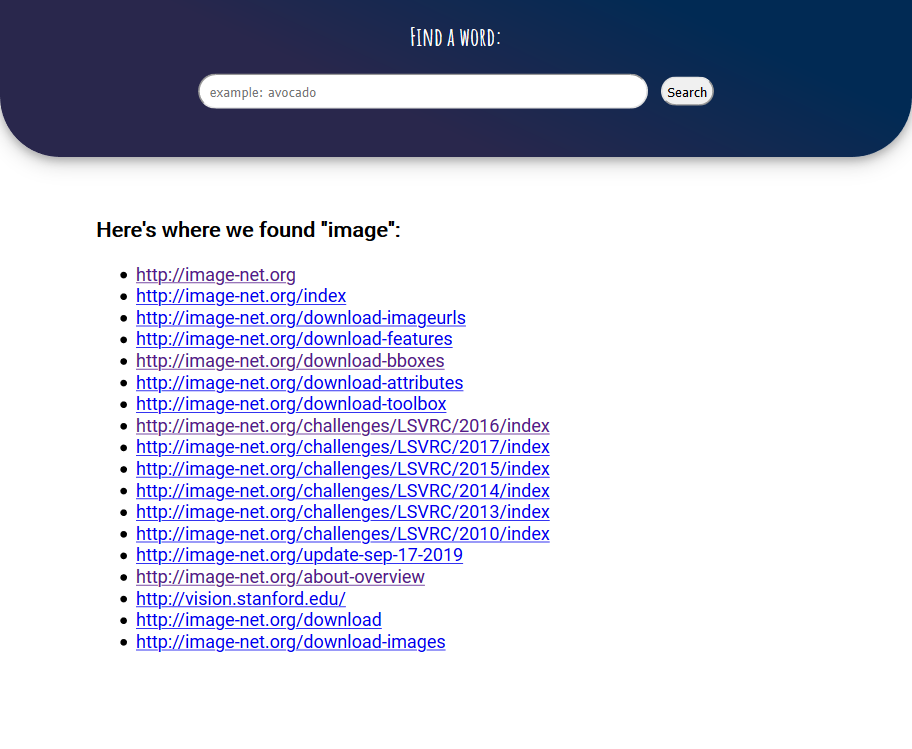 Find a word:
example: avocado
Search
Here's where we found "image":
http://image-net.org
http://image-net.org/index
http://image-net.org/download-imageurls
http://image-net.org/download-features
http://image-net.org/download-bboxes
http://image-net.org/download-attributes
http://image-net.org/download-toolbox
http://image-net.org/challenges/LSVRC/2016/index
http://image-net.org/challenges/LSVRC/2017/index
http://image-net.org/challenges/LSVRC/2015/index
http://image-net.org/challenges/LSVRC/2014/index
http://image-net.org/challenges/LSVRC/2013/index
http://image-net.org/challenges/LSVRC/2010/index
http://image-net.org/update-sep-17-2019
http://image-net.org/about-overview
http://vision.stanford.edu/
http://image-net.org/download
http://image-net.org/download-images